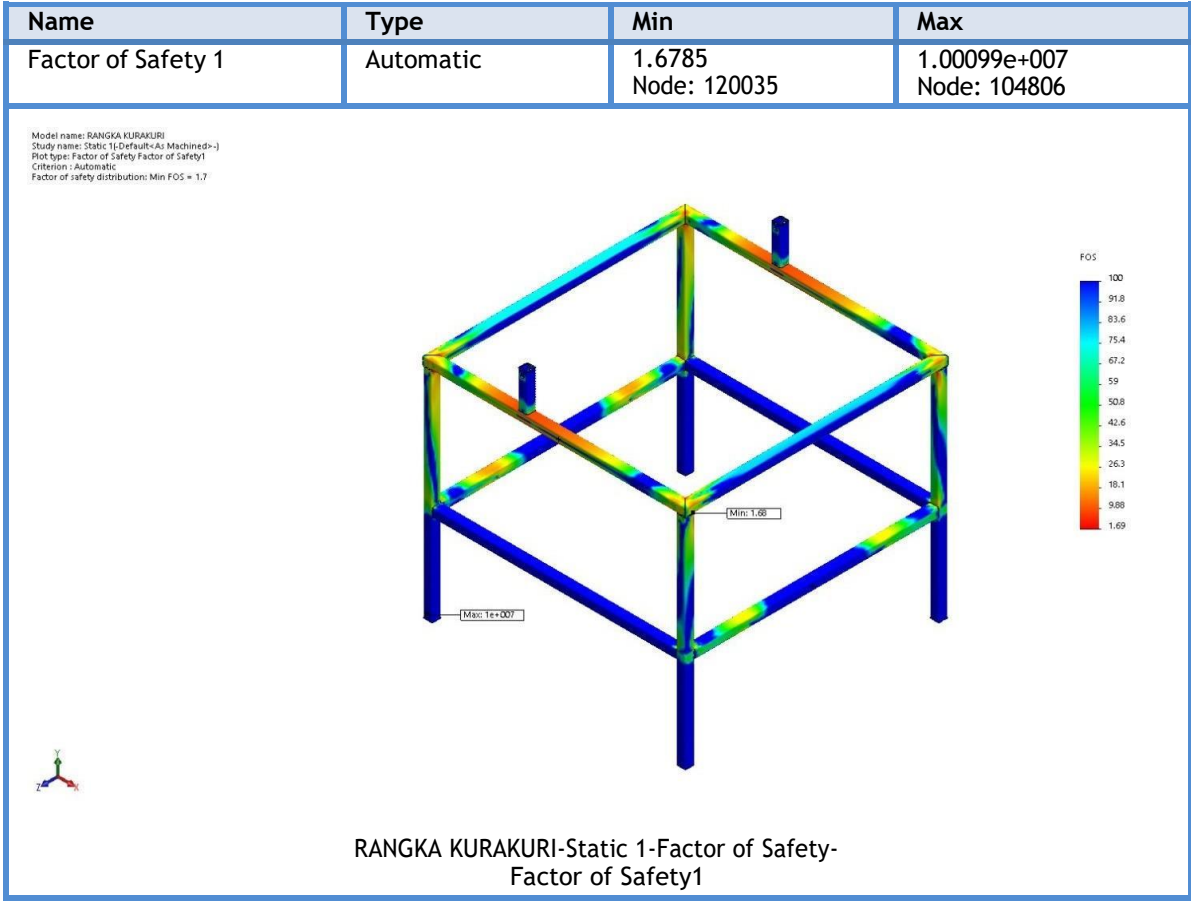 Name Type Min Max
Factor of Safety 1 Automatic 1.6785 1.00099e+007
Node: 120035 Node: 104806
Model name: RANGKA KURAKURI
Study name: Static 1(-Default<As Machined>-)
Plot type: Factor of Safety Factor of Safety1
Criterion : Automatic
Factor of safety distribution: Min FOS = 1.7
FOS
100
91.8
83.6
75.4
67.2
59
50.8
42.6
34.5
26.3
18.1
9.88
1.69
Min: 1.68
Max: 1e+007
Y
Z X
RANGKA KURAKURI-Static 1-Factor of Safety-
Factor of Safety1